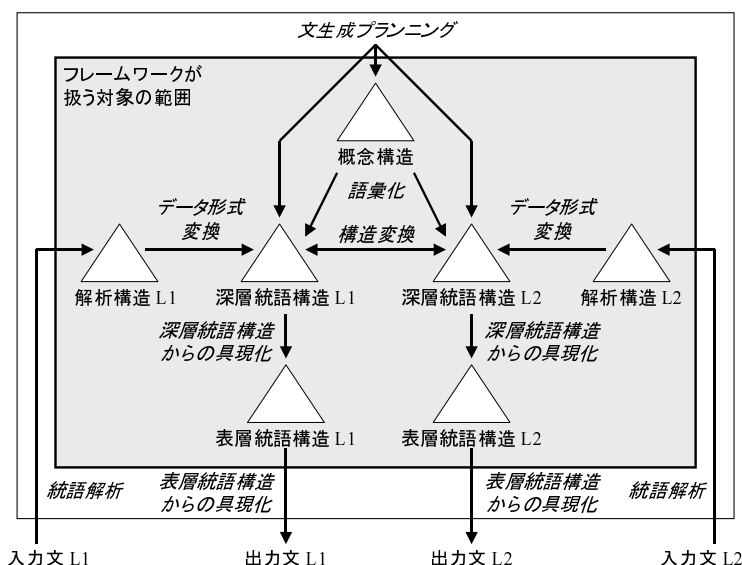 文生成プランニング
フレームワークが
扱う対象の範囲
概念構造
語彙化
データ形式
変換
構造変換
データ形式
変換
解析構造 L1
深層統語構造 L1
深層統語構造 L2
解析構造 L2
深層統語構造
からの具現化
深層統語構造
からの具現化
表層統語構造 L1
表層統語構造 L2
統語解析
表層統語構造
からの具現化
表層統語構造
からの具現化
統語解析
入力文 L1
出力文 L1
出力文 L2
入力文 L2